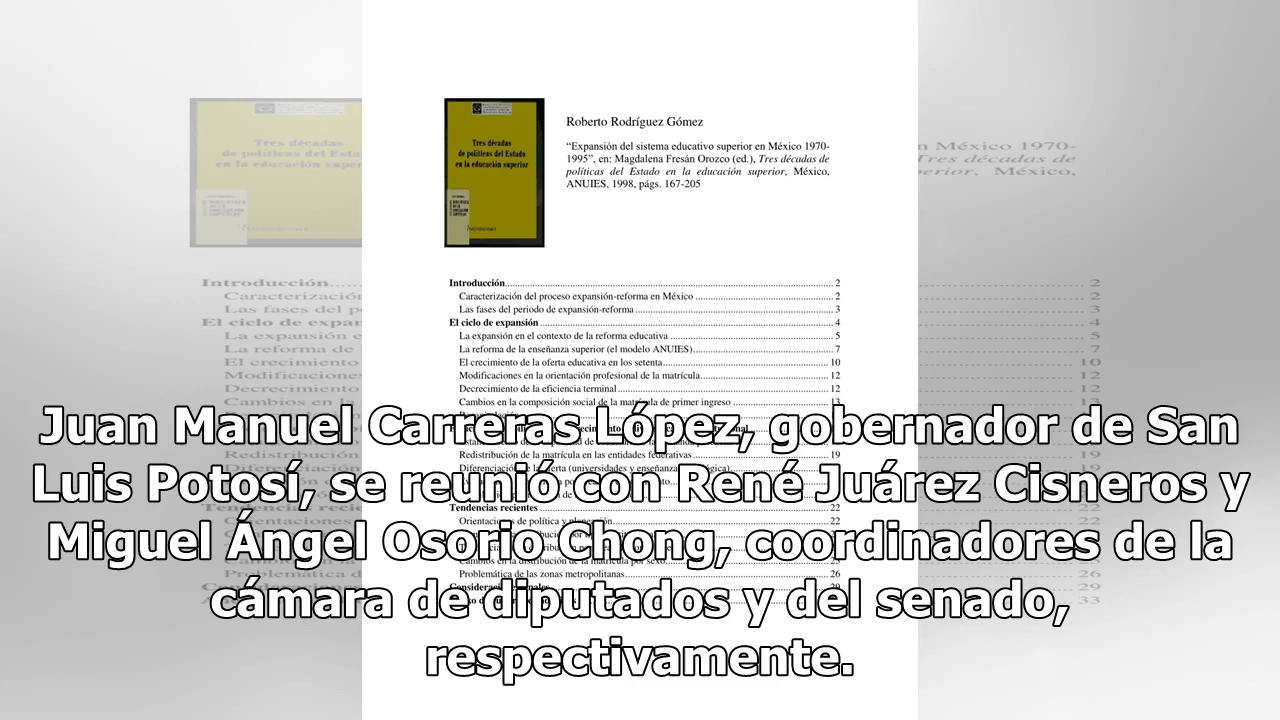 Tres décadas
de políticas del Estado
en la educación superior
Roberto Rodríguez Gómez
“Expansión del sistema educativo superior en México 1970-
1995”, en: Magdalena Fresán Orozco (ed.), Tres décadas de
políticas del Estado en la educación superior, México,
ANUIES, 1998, págs. 167-205
Introducción 2
Caracterización del proceso expansión-reforma en México 2
Las fases del periodo de expansión-reforma 3
El ciclo de expansión 4
La expansión en el contexto de la reforma educativa 5
La reforma de la enseñanza superior (el modelo ANUIES) 7
El crecimiento de la oferta educativa en los setenta 10
Modificaciones en la orientación profesional de la matrícula 12
Decrecimiento de la eficiencia terminal 12
Cambios en la composición social de la matrícula de primer ingreso 13
Juan Manuel Carreras López, gobernador de San
Redistribución de la matrícula en las entidades federativas 19
Luis Potosí, se reunió con René Juárez Cisneros y
Tendencias recientes 22
Orientaciones de política y planeación 22
Miguel Ángel Osorio Chong, coordinadores de la
Cambios en la distribución de la matrícula por sexo
Problemática de las zonas metropolitanas 26
cámara de diputados y del senado,
respectivamente.